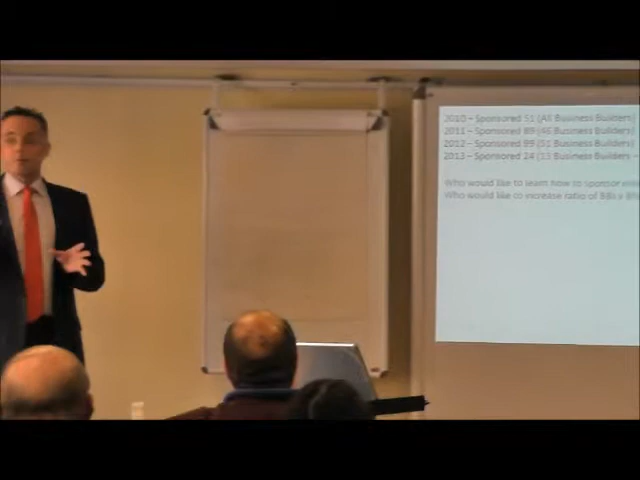 2010 – Sponsored 51 (All Business Builders)
2011 – Sponsored 89 (46 Business Builders)
2012 – Sponsored 99 (51 Business Builders)
2013 – Sponsored 24 (13 Business Builders
Who would like to learn how to sponsor
Who would like to increase ratio of BBs v